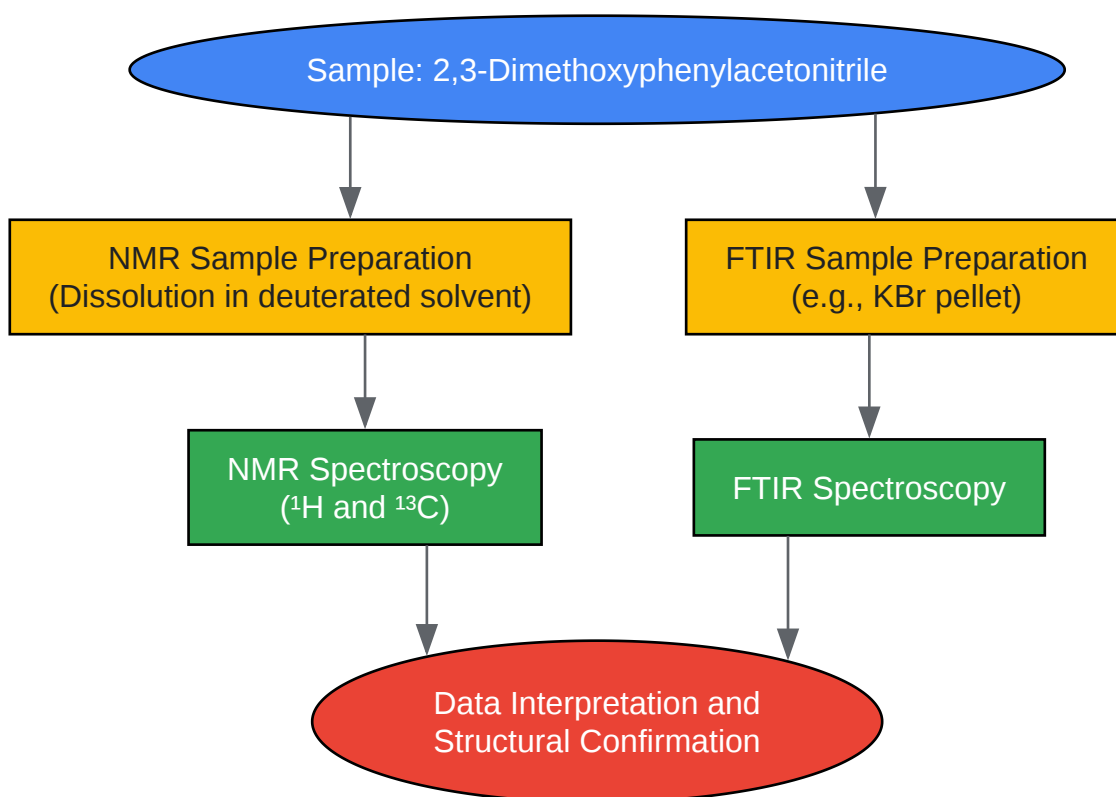 Sample: 2,3-Dimethoxyphenylacetonitrile
NMR Sample Preparation
(Dissolution in deuterated solvent)
FTIR Sample Preparation
(e.g., KBr pellet)
NMR Spectroscopy
(¹H and ¹³C)
FTIR Spectroscopy
Data Interpretation and
Structural Confirmation